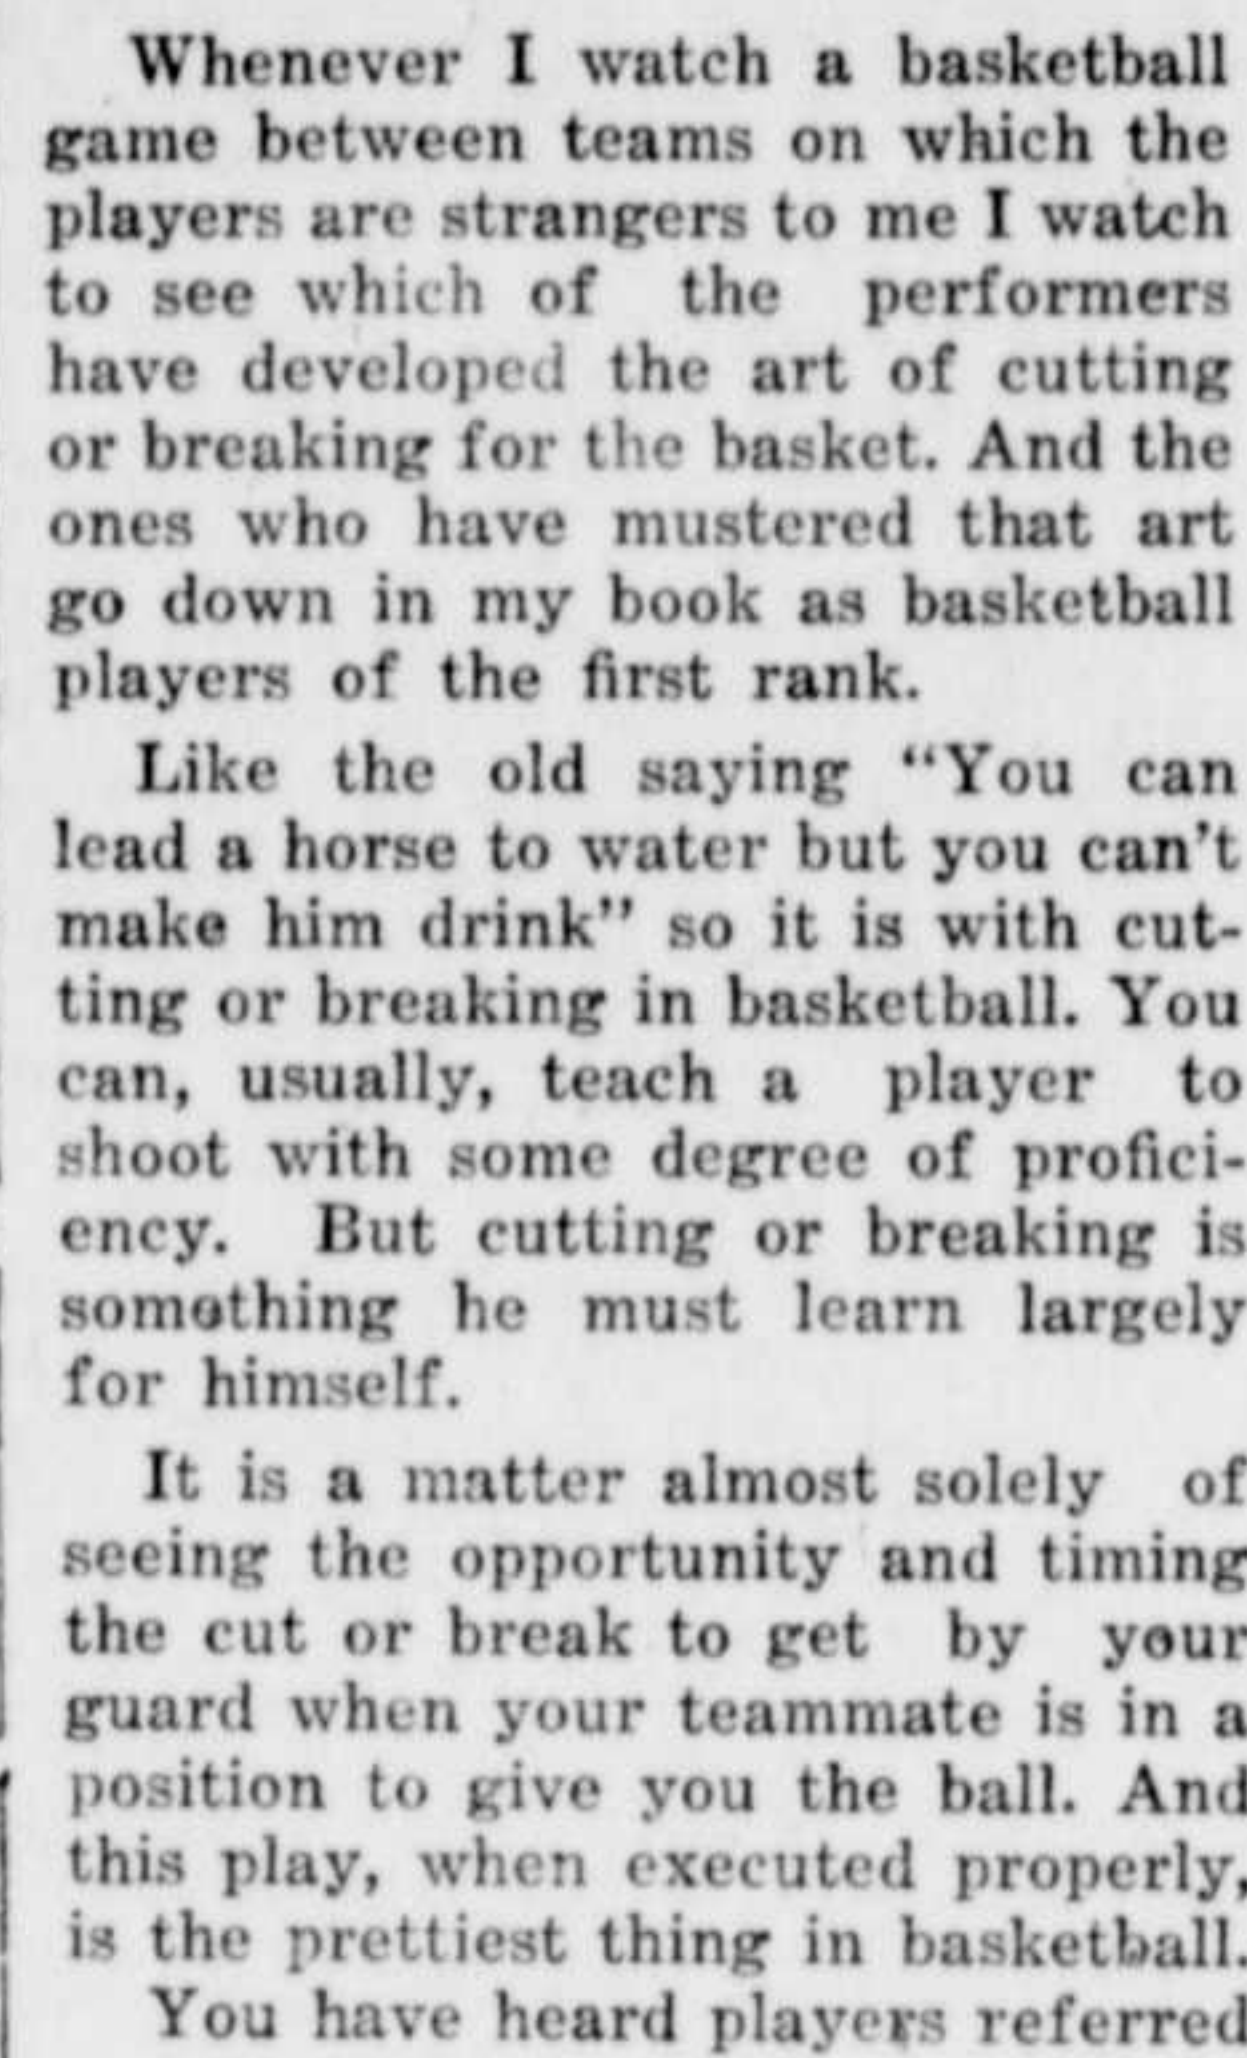 Whenever I watch a basketball
game between teams on which the
players are strangers to me I watch
to see which of the performers
have developed the art of cutting
or breaking for the basket. And the
ones who have mustered that art
go down in my book as basketball
players of the first rank.
Like the old saying "You can
lead a horse to water but you can't
make him drink" so it is with cut-
ting or breaking in basketball. You
can, usually, teach a player to
shoot with some degree of profici-
ency. But cutting or breaking is
something he must learn largely
for himself.
It is a matter almost solely of
seeing the opportunity and timing
the cut or break to get by your
guard when your teammate is in a
position to give you the ball. And
this play, when executed properly,
is the prettiest thing in basketball.
You have heard players referred